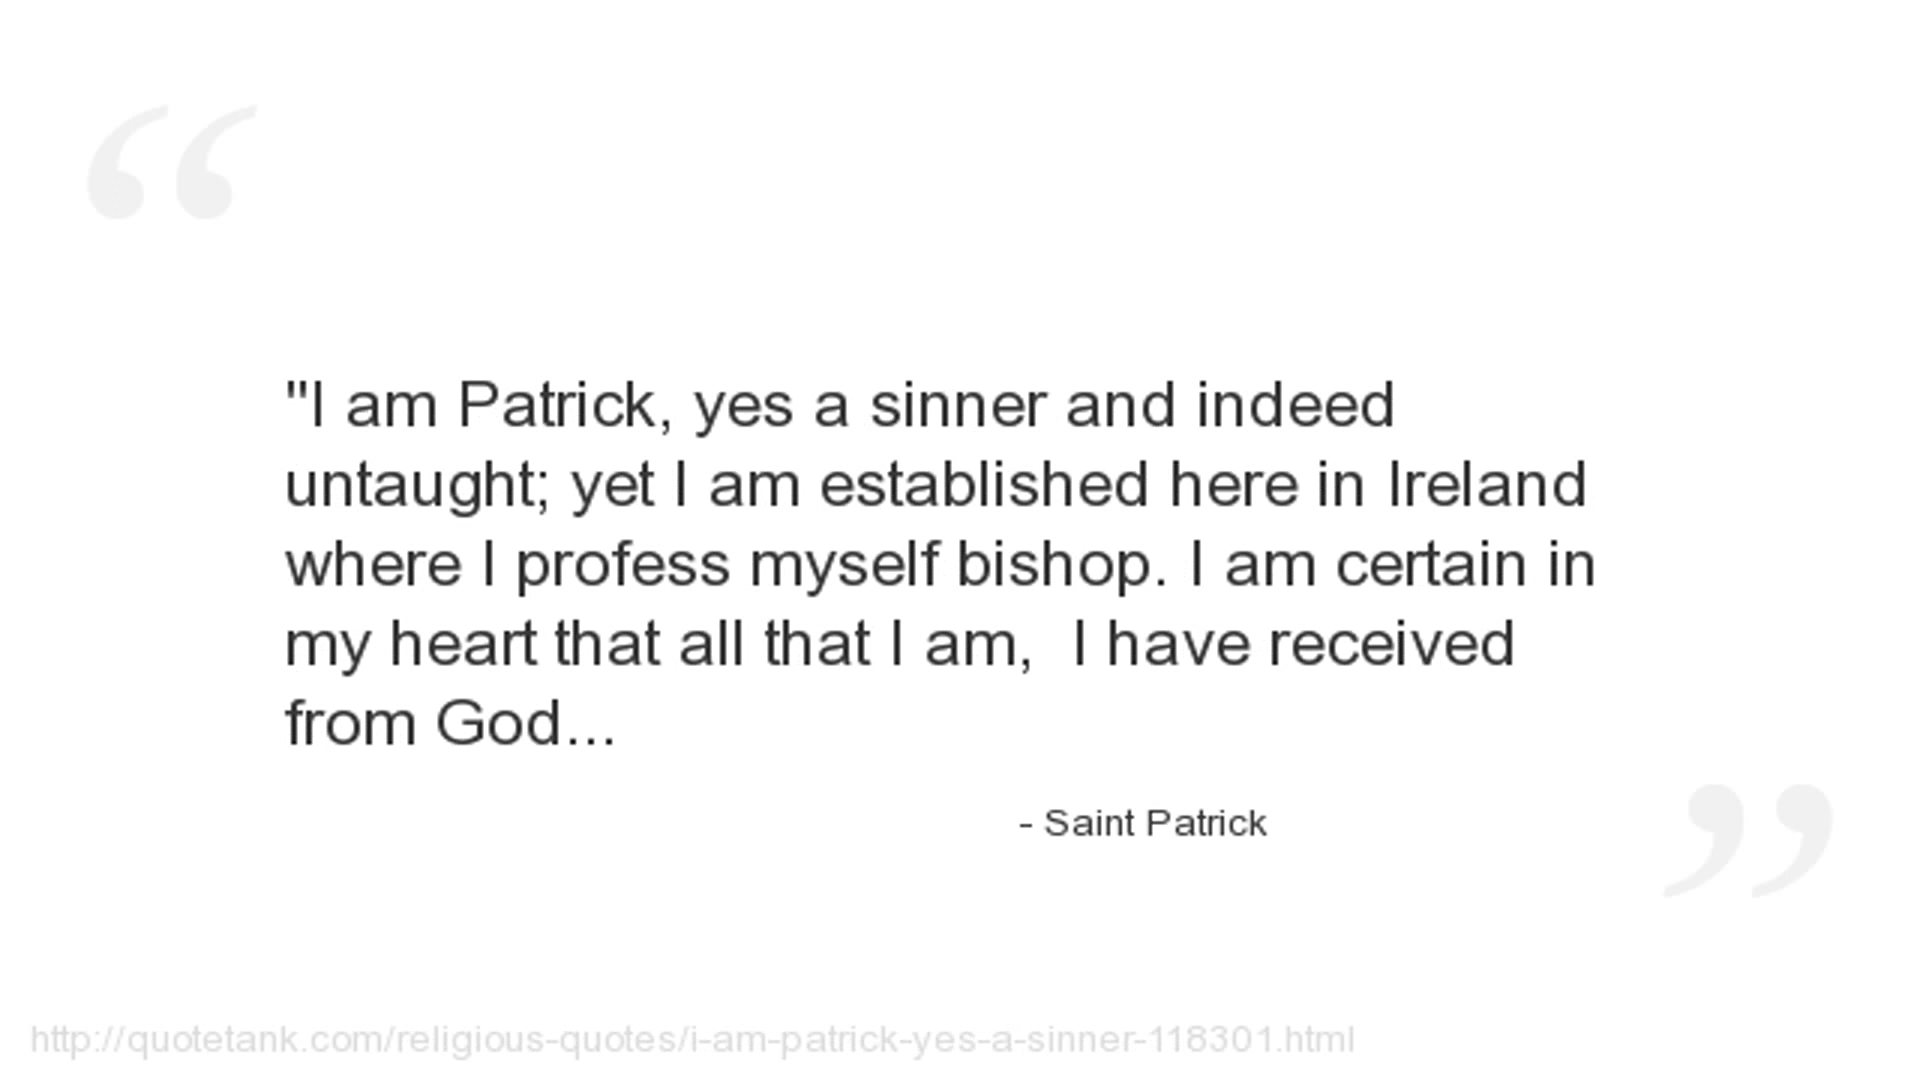 "I am Patrick, yes a sinner and indeed
untaught; yet I am established here in Ireland
where I profess myself bishop. I am certain in
my heart that all that I am,  I have received
from God...
- Saint Patrick
http://quotetank.com/religious-quotes/i-am-patrick-yes-a-sinner-118301.html